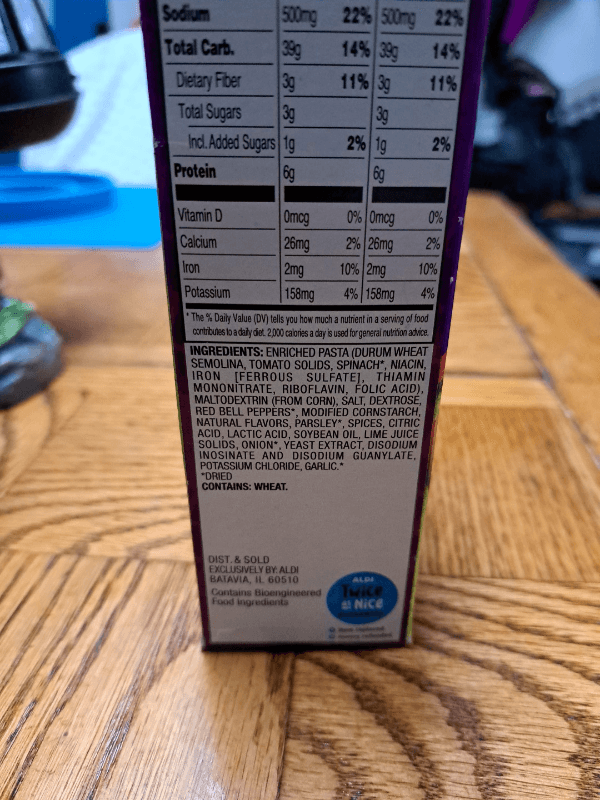 Sodium 500mg 22% 500mg 22%
Total Carb. 39g 14% 39g 14%
Dietary Fiber 3g 11% 3g 11%
Total Sugars 3g 3g
Incl. Added Sugars 1g 2% 1g 2%
Protein 6g 6g
Vitamin D 0mcg 0% 0mcg 0%
Calcium 26mg 2% 26mg 2%
Iron 2mg 10% 2mg 10%
Potassium 158mg 4% 158mg 4%
* The % Daily Value (DV) tells you how much a nutrient in a serving of food
contributes to a daily diet. 2,000 calories a day is used for general nutrition advice.
INGREDIENTS: ENRICHED PASTA (DURUM WHEAT
SEMOLINA, TOMATO SOLIDS, SPINACH*, NIACIN,
IRON [FERROUS SULFATE], THIAMIN
MONONITRATE, RIBOFLAVIN, FOLIC ACID),
MALTODEXTRIN (FROM CORN), SALT, DEXTROSE,
RED BELL PEPPERS*, MODIFIED CORNSTARCH,
NATURAL FLAVORS, PARSLEY*, SPICES, CITRIC
ACID, LACTIC ACID, SOYBEAN OIL, LIME JUICE
SOLIDS, ONION*, YEAST EXTRACT, DISODIUM
INOSINATE AND DISODIUM GUANYLATE,
POTASSIUM CHLORIDE, GARLIC.*
*DRIED
CONTAINS: WHEAT.
DIST. & SOLD
EXCLUSIVELY BY: ALDI
BATAVIA, IL 60510
Contains Bioengineered
Food Ingredients
ALDI
Twice
as Nice